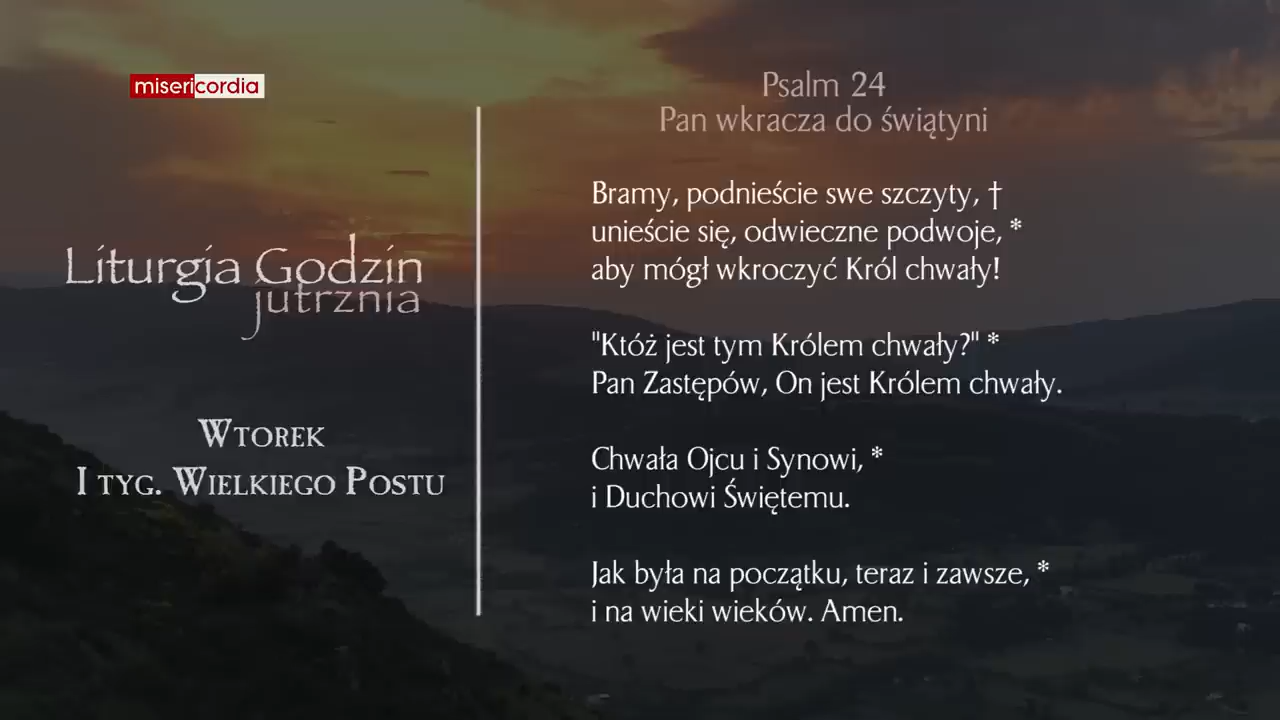 misericordia
Liturgia Godzin
jutrznia
Wtorek
I tyg. Wielkiego Postu
Psalm 24
Pan wkracza do świątyni
Bramy, podnieście swe szczyty, †
unieście się, odwieczne podwoje, *
aby mógł wkroczyć Król chwały!
"Któż jest tym Królem chwały?" *
Pan Zastępów, On jest Królem chwały.
Chwała Ojcu i Synowi, *
i Duchowi Świętemu.
Jak była na początku, teraz i zawsze, *
i na wieki wieków. Amen.